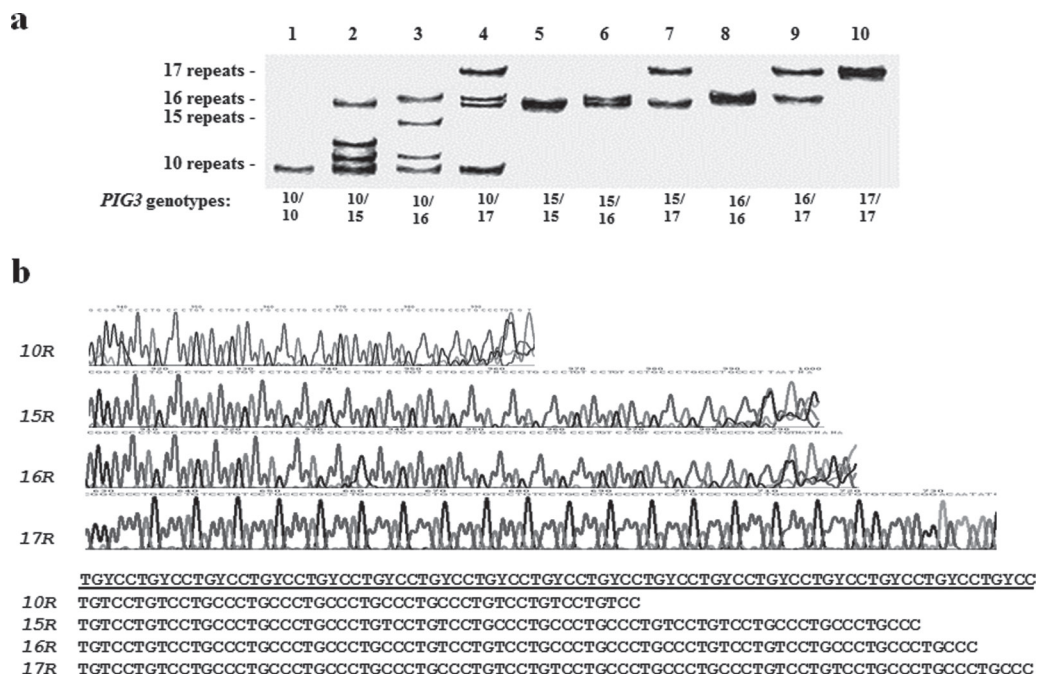 a
1 2 3 4 5 6 7 8 9 10
17 repeats -
16 repeats -
15 repeats -
10 repeats -
PIG3 genotypes: 10/ 10/ 10/ 10/ 15/ 15/ 15/ 16/ 16/ 17/
10 15 16 17 15 16 17 16 17 17
b
10R
15R
16R
17R
TGYCCTGYCCTGYCCTGYCCTGYCCTGYCCTGYCCTGYCCTGYCCTGYCCTGYCCTGYCCTGYCCTGYCCTGYCCTGYCCTGYCC
10R TGTCCTGTCCTGCCCTGCCCTGCCCTGCCCTGCCCTGTCCTGTCCTGTCC
15R TGTCCTGTCCTGCCCTGCCCTGCCCTGTCCTGTCCTGCCCTGCCCTGCCCTGTCCTGTCCTGCCCTGCCCTGCCC
16R TGTCCTGTCCTGCCCTGCCCTGCCCTGCCCTGTCCTGTCCTGCCCTGCCCTGCCCTGTCCTGTCCTGCCCTGCCCTGCCC
17R TGTCCTGTCCTGCCCTGCCCTGCCCTGCCCTGCCCTGTCCTGTCCTGCCCTGCCCTGCCCTGTCCTGTCCTGCCCTGCCCTGCCC